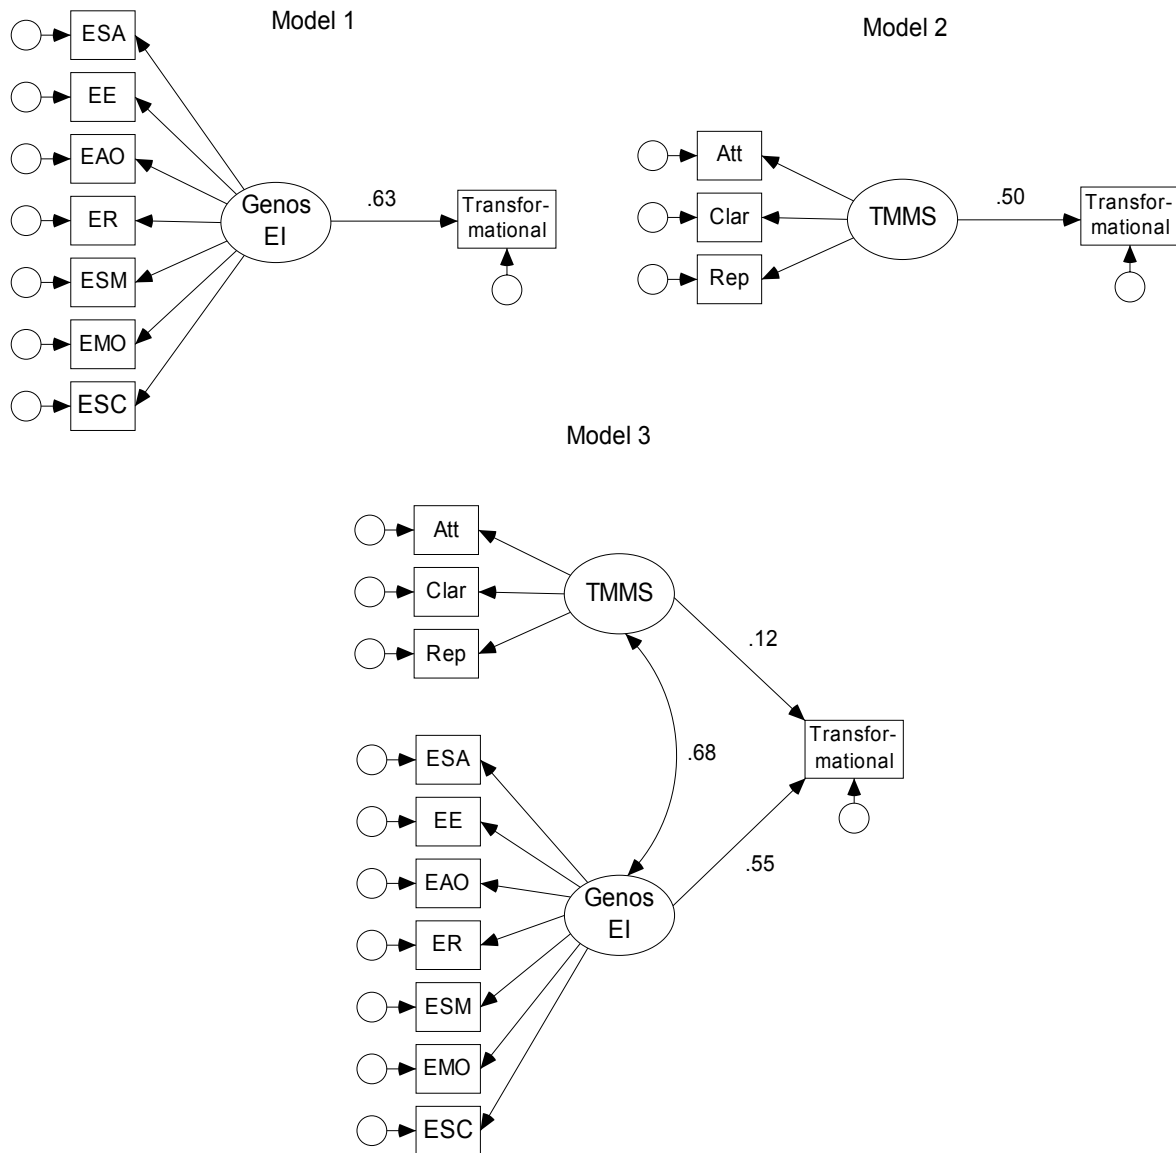 Model 1
ESA
EE
EAO
ER
ESM
EMO
ESC
Genos
EI
.63
Transfor-
mational
Model 2
Att
Clar
Rep
TMMS
.50
Transfor-
mational
Model 3
Att
Clar
Rep
TMMS
.12
.68
Transfor-
mational
ESA
EE
EAO
ER
ESM
EMO
ESC
Genos
EI
.55